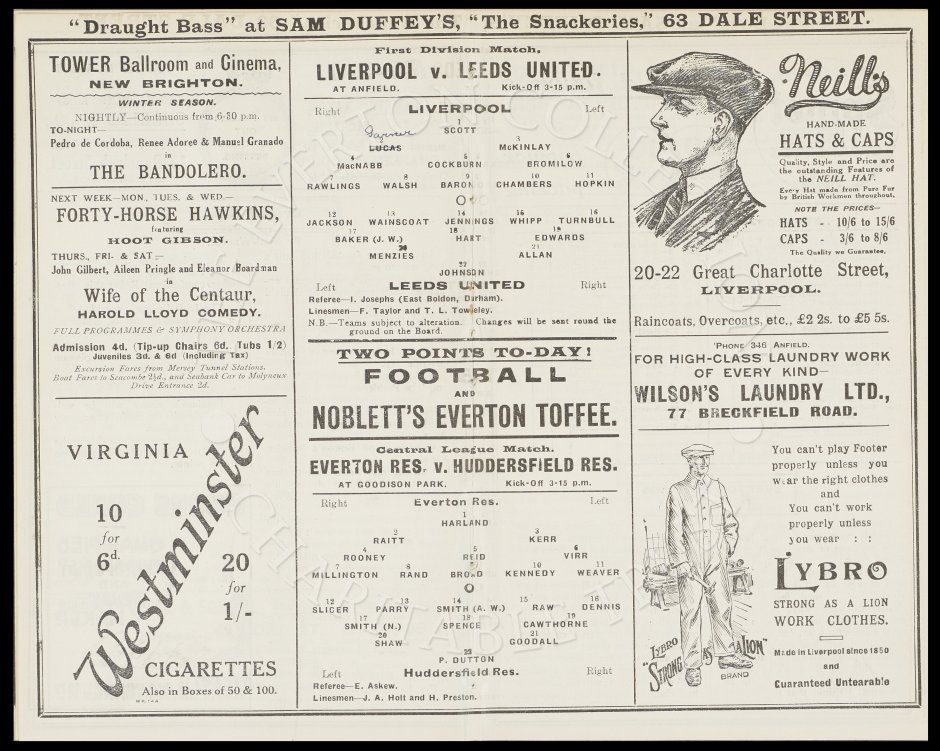 "Draught Bass" at SAM DUFFEY'S, "The Snackeries," 63 DALE STREET.
TOWER Ballroom and Cinema,
NEW BRIGHTON.
WINTER SEASON.
NIGHTLY—Continuous from 6-30 p.m.
TO-NIGHT—
Pedro de Cordoba, Renee Adoree & Manuel Granado
in
THE BANDOLERO.
NEXT WEEK—MON, TUES. & WED—
FORTY-HORSE HAWKINS,
featuring
HOOT GIBSON.
THURS., FRI- & SAT:—
John Gilbert, Aileen Pringle and Eleanor Boardman
in
Wife of the Centaur,
HAROLD LLOYD COMEDY.
FULL PROGRAMMES & SYMPHONY ORCHESTRA
Admission 4d. (Tip-up Chairs 6d. (Tubs 1/2)
Juveniles 3d. & 6d (Including Tax)
Excursion Fares from Mersey Tunnel Stations.
Boat Fares to Seacombe 2½d., and Seabank Car to Molyneux
Drive Entrance 2d.
VIRGINIA
10
for
6d.
Westminster
20
for
1/-
CIGARETTES
Also in Boxes of 50 & 100.
First Division Match.
LIVERPOOL v. LEEDS UNITED.
AT ANFIELD. Kick-Off 3-15 p.m.
Right LIVERPOOL Left
1
SCOTT
3
LUCAS McKINLAY
4 5 6
MacNABB COCKBURN BROMILOW
7 8 9 10 11
RAWLINGS WALSH BARON CHAMBERS HOPKIN
O
12 13 14 15 16
JACKSON WAINSCOAT JENNINGS WHIPP TURNBULL
17 18 19
BAKER (J. W.) HART EDWARDS
20 21
MENZIES ALLAN
22
JOHNSON
Left LEEDS UNITED Right
Referee—I. Josephs (East Boldon, Durham).
Linesmen—F. Taylor and T. L. Towneley.
N.B.—Teams subject to alteration. Changes will be sent round the
ground on the Board.
TWO POINTS TO-DAY!
FOOTBALL
AND
NOBLETT'S EVERTON TOFFEE.
Central League Match.
EVERTON RES. v. HUDDERSFIELD RES.
AT GOODISON PARK. Kick-Off 3-15 p.m.
Right Everton Res. Left
1
HARLAND
2 3
RAITT KERR
4 5 6
ROONEY REID VIRR
7 8 9 10 11
MILLINGTON RAND BROAD KENNEDY WEAVER
O
12 13 14 15 16
SLICER PARRY SMITH (A. W.) RAW DENNIS
17 18 19
SMITH (N.) SPENCE CAWTHORNE
20 21
SHAW GOODALL
22
P. DUTTON
Left Huddersfield Res. Right
Referee—E. Askew.
Linesmen—J. A. Holt and H. Preston.
Neill's
HAND-MADE
HATS & CAPS
Quality, Style and Price are
the outstanding Features of
the NEILL HAT.
Every Hat made from Pure Fur
by British Workmen throughout.
NOTE THE PRICES—
HATS - 10/6 to 15/6
CAPS - 3/6 to 8/6
The Quality we Guarantee.
20-22 Great Charlotte Street,
LIVERPOOL.
Raincoats, Overcoats, etc., £2 2s. to £5 5s.
'PHONE 346 ANFIELD.
FOR HIGH-CLASS LAUNDRY WORK
OF EVERY KIND—
WILSON'S LAUNDRY LTD.,
77 BRECKFIELD ROAD.
You can't play Footer
properly unless you
wear the right clothes
and
You can't work
properly unless
you wear : :
LYBRO
STRONG AS A LION
WORK CLOTHES.
Made in Liverpool since 1850
and
Guaranteed Untearable
LYBRO
"STRONG AS A LION"
BRAND
EVERTON COLLECTION
CHARITABLE TRUST